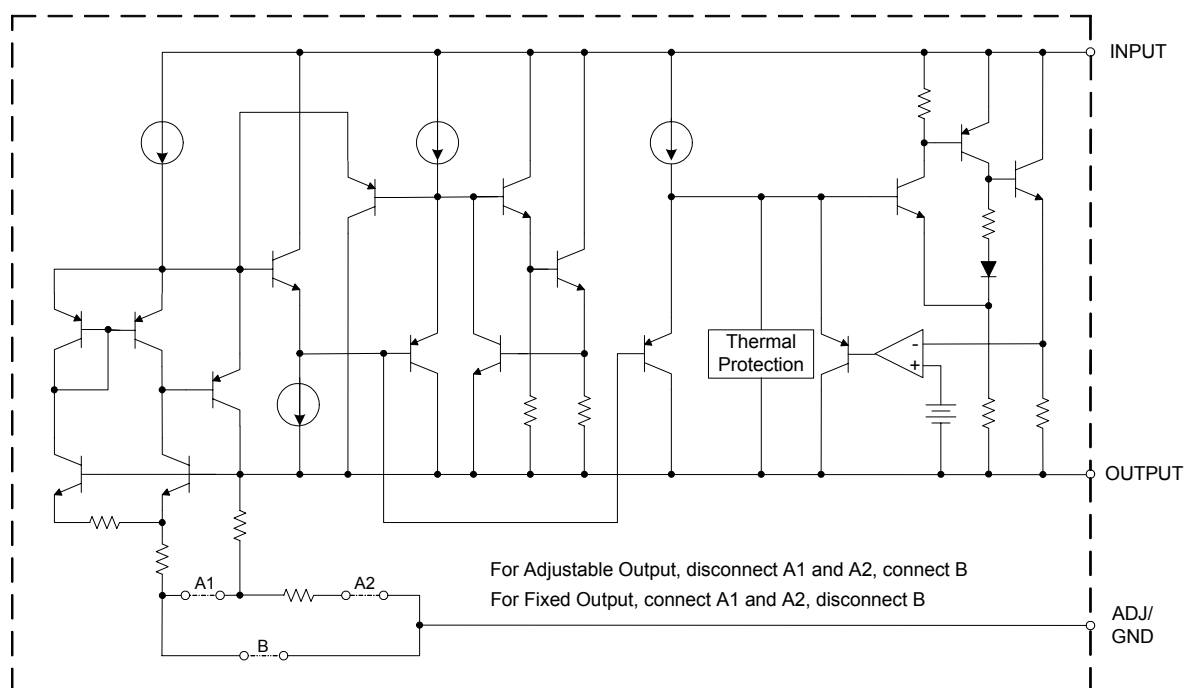 INPUT
Thermal
Protection
-
+
OUTPUT
A1
A2
For Adjustable Output, disconnect A1 and A2, connect B
For Fixed Output, connect A1 and A2, disconnect B
ADJ/
GND
B